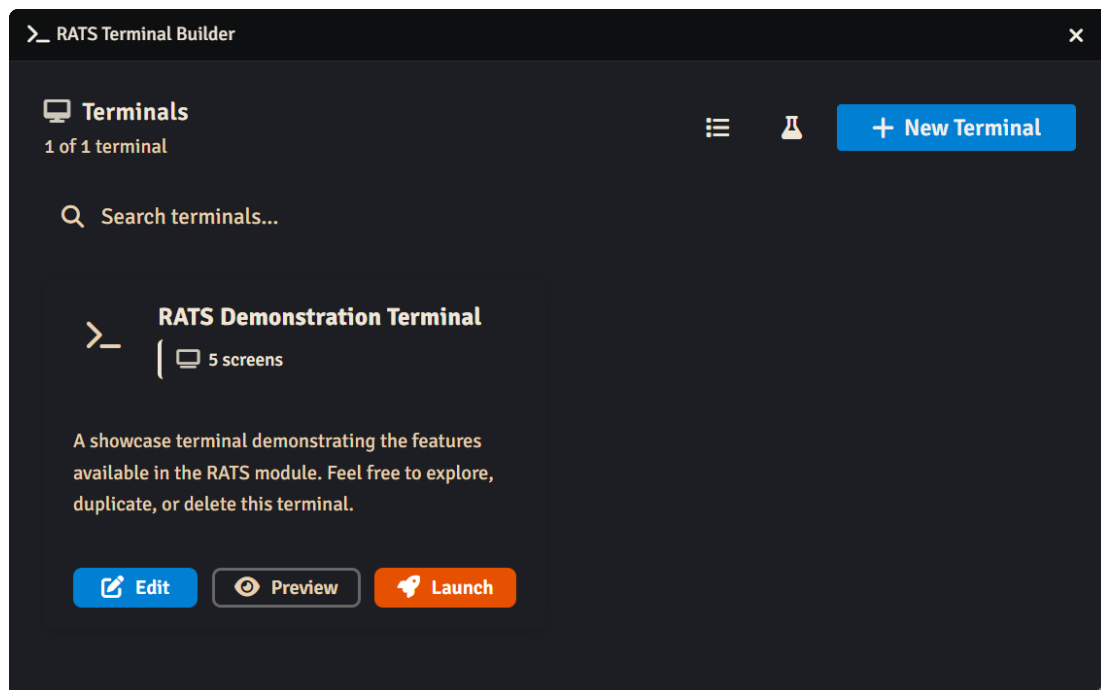 RATS Terminal Builder
Terminals
1 of 1 terminal
New Terminal
Search terminals...
RATS Demonstration Terminal
5 screens
A showcase terminal demonstrating the features
available in the RATS module. Feel free to explore,
duplicate, or delete this terminal.
Edit
Preview
Launch